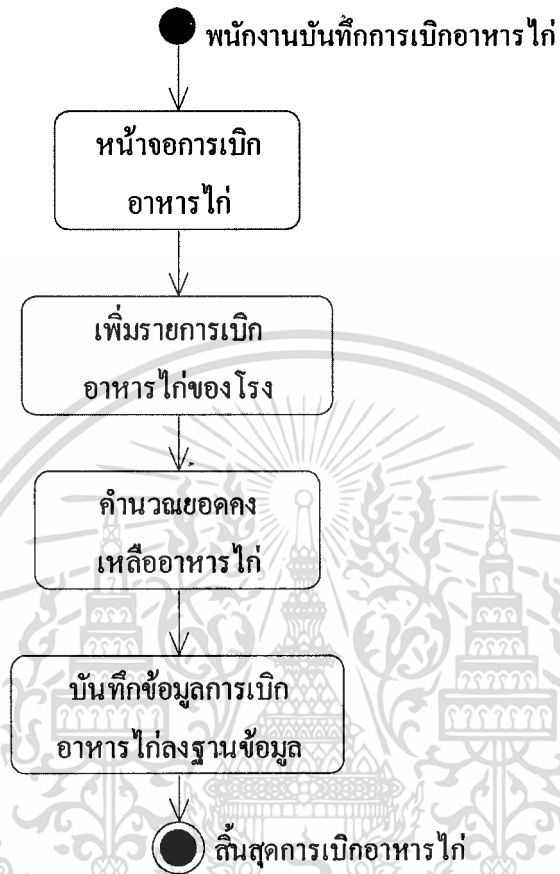 พนักงานบันทึกการเบิกอาหารไก่
หน้าจอการเบิก
อาหารไก่
เพิ่มรายการเบิก
อาหารไก่ของโรง
คำนวณยอดคง
เหลืออาหารไก่
บันทึกข้อมูลการเบิก
อาหารไก่ลงฐานข้อมูล
สิ้นสุดการเบิกอาหารไก่